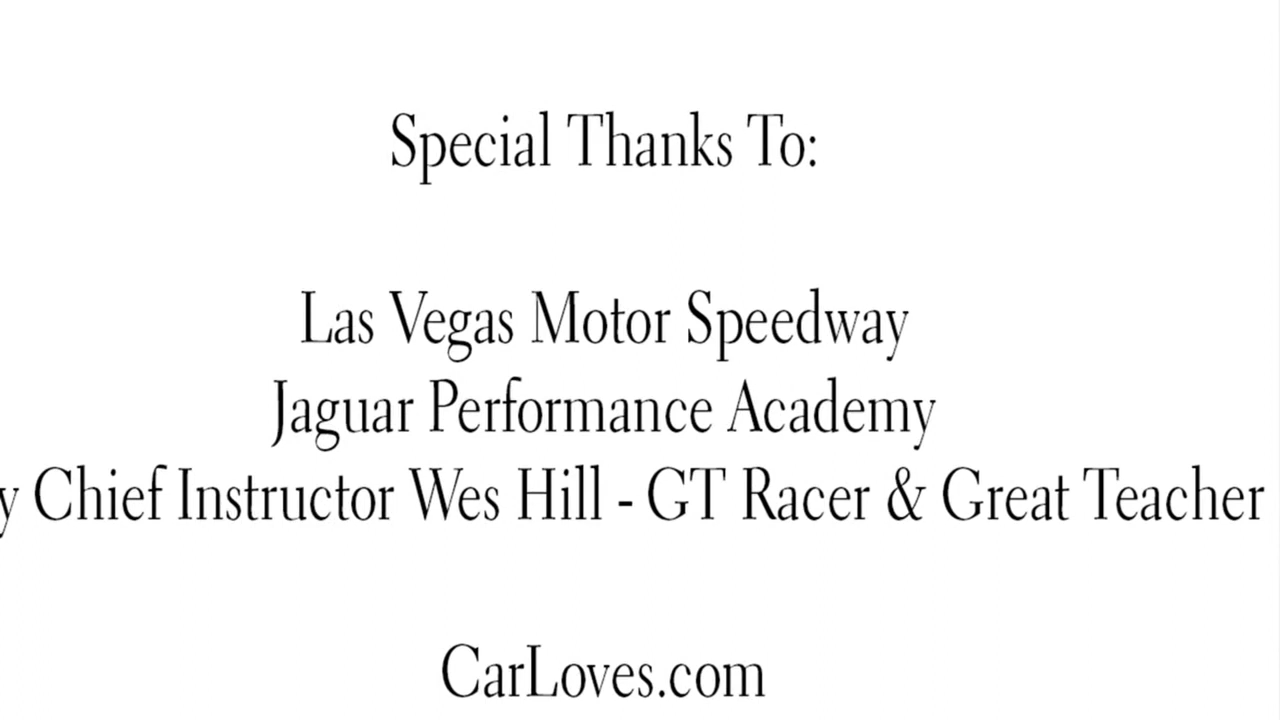 Special Thanks To:
Las Vegas Motor Speedway
Jaguar Performance Academy
Chief Instructor Wes Hill - GT Racer & Great Teacher
CarLoves.com